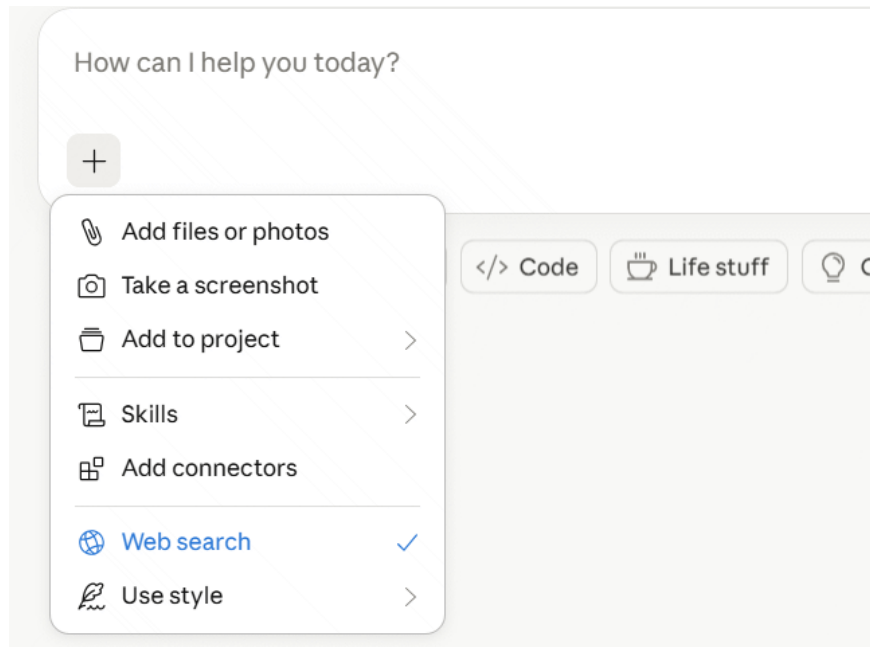 How can I help you today?
Add files or photos
Take a screenshot
Add to project
Skills
Add connectors
Web search
Use style
</> Code
Life stuff